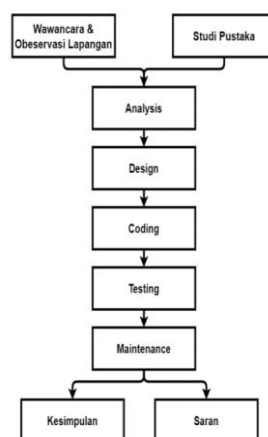 Wawancara &
Obeservasi Lapangan
Studi Pustaka
Analysis
Design
Coding
Testing
Maintenance
Kesimpulan
Saran